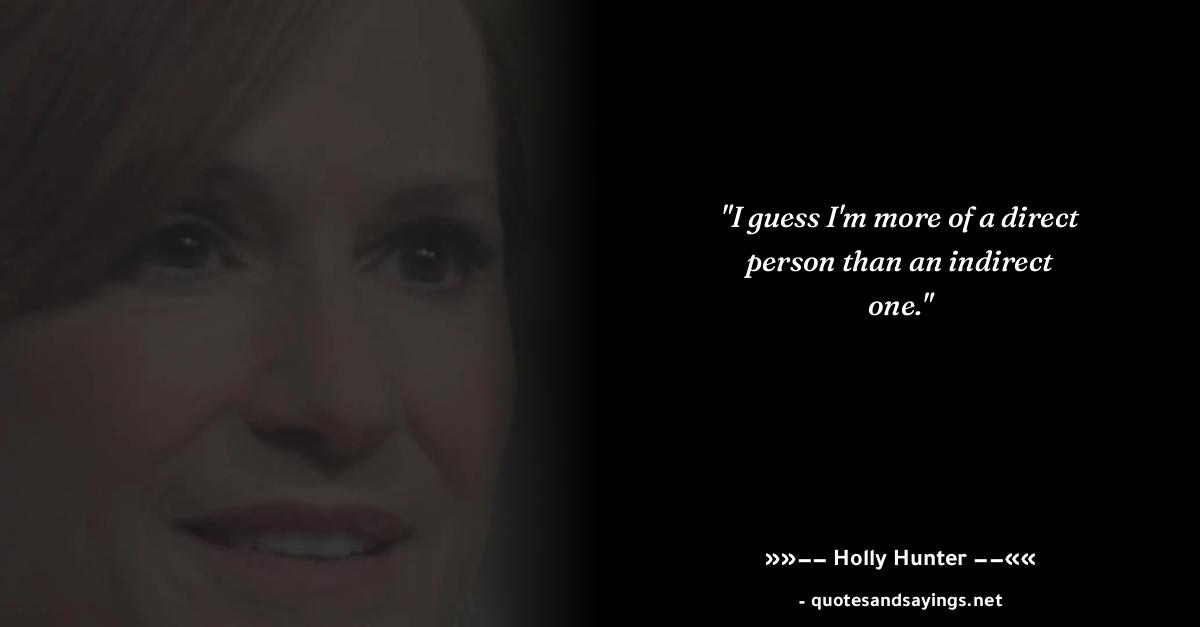 "I guess I'm more of a direct
person than an indirect
one."
»»−− Holly Hunter −−««
- quotesandsayings.net